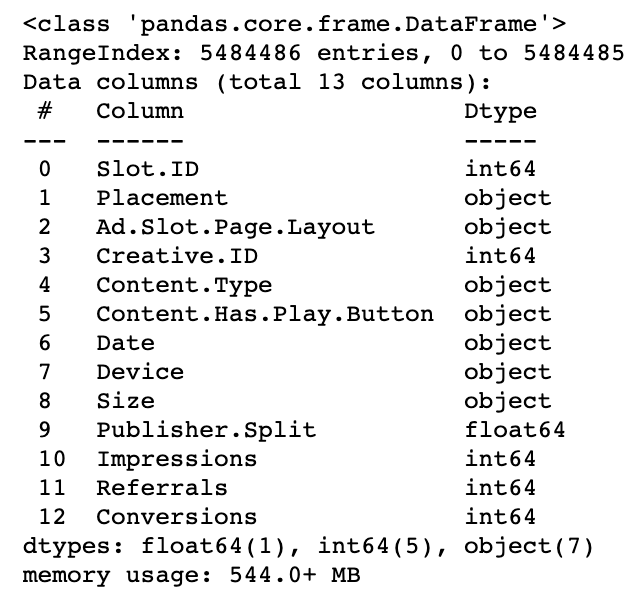 <class 'pandas.core.frame.DataFrame'>
RangeIndex: 5484486 entries, 0 to 5484485
Data columns (total 13 columns):
 #   Column                   Dtype
---  ------                   -----
 0   Slot.ID                  int64
 1   Placement                object
 2   Ad.Slot.Page.Layout      object
 3   Creative.ID              int64
 4   Content.Type             object
 5   Content.Has.Play.Button  object
 6   Date                     object
 7   Device                   object
 8   Size                     object
 9   Publisher.Split          float64
 10  Impressions              int64
 11  Referrals                int64
 12  Conversions              int64
dtypes: float64(1), int64(5), object(7)
memory usage: 544.0+ MB